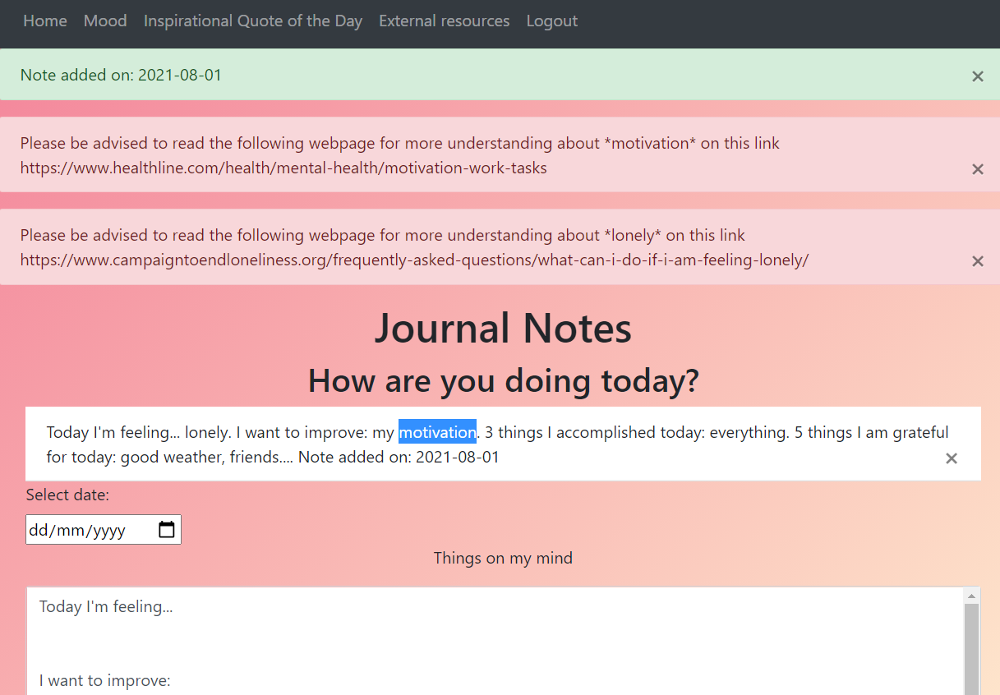 Home Mood Inspirational Quote of the Day External resources Logout
Note added on: 2021-08-01 ×
Please be advised to read the following webpage for more understanding about *motivation* on this link
https://www.healthline.com/health/mental-health/motivation-work-tasks ×
Please be advised to read the following webpage for more understanding about *lonely* on this link
https://www.campaigntoendloneliness.org/frequently-asked-questions/what-can-i-do-if-i-am-feeling-lonely/ ×
Journal Notes
How are you doing today?
Today I'm feeling... lonely. I want to improve: my motivation. 3 things I accomplished today: everything. 5 things I am grateful
for today: good weather, friends.... Note added on: 2021-08-01 ×
Select date:
dd/mm/yyyy
Things on my mind
Today I'm feeling...
I want to improve: